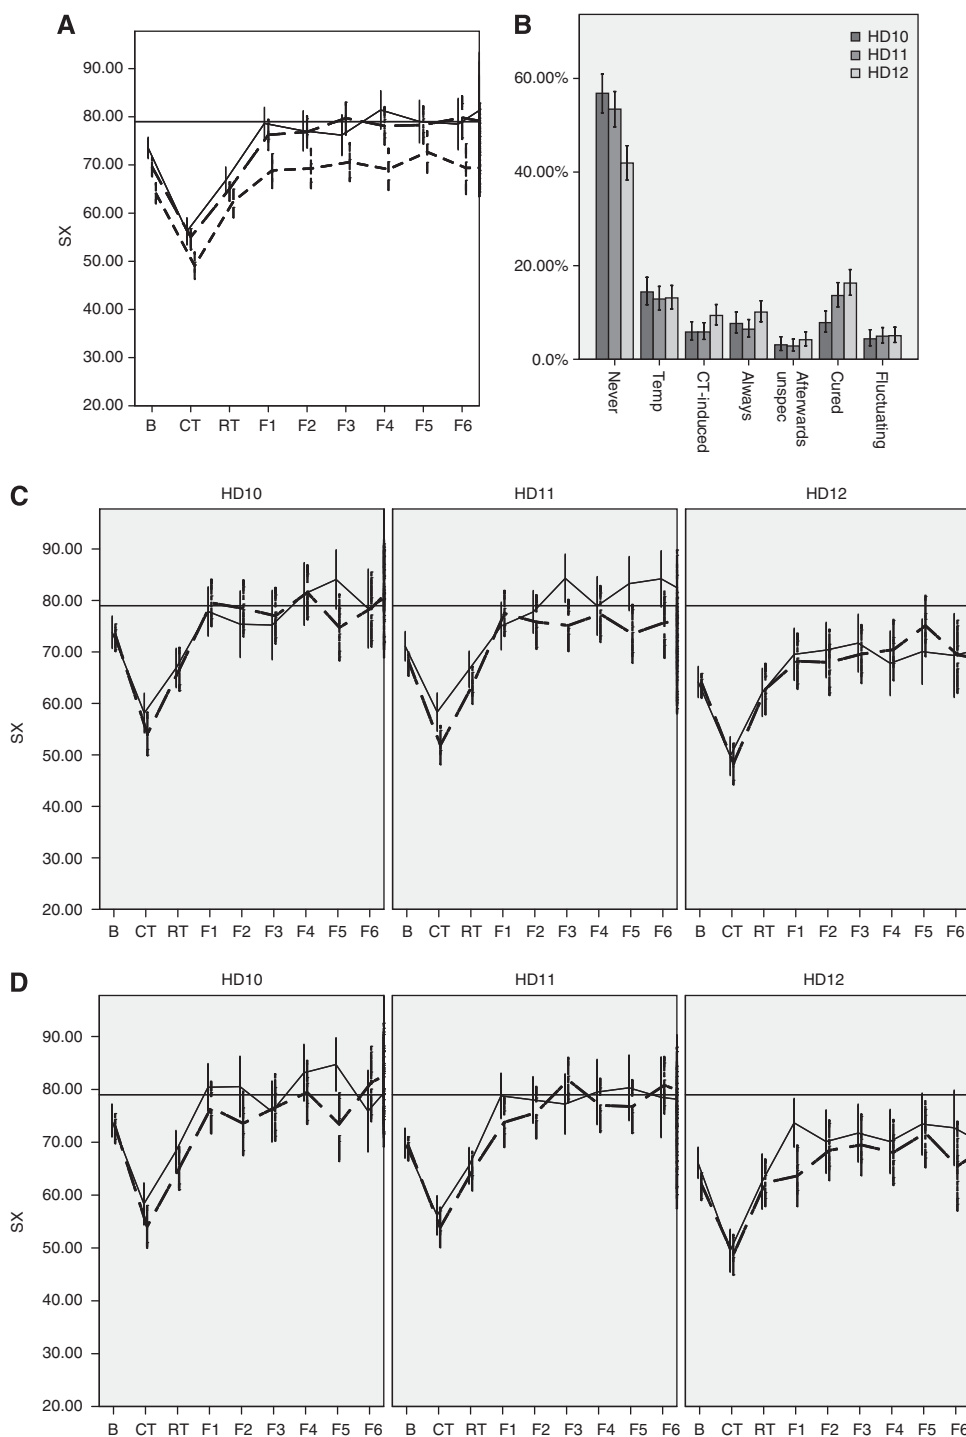 A
SX
90.00
80.00
70.00
60.00
50.00
40.00
30.00
20.00
B CT RT F1 F2 F3 F4 F5 F6
B
HD10
HD11
HD12
60.00%
40.00%
20.00%
0.0%
Never
Temp
CT-induced
Always
Afterwards
unspec
Cured
Fluctuating
C
HD10 HD11 HD12
SX
90.00
80.00
70.00
60.00
50.00
40.00
30.00
20.00
B CT RT F1 F2 F3 F4 F5 F6 B CT RT F1 F2 F3 F4 F5 F6 B CT RT F1 F2 F3 F4 F5 F6
D
HD10 HD11 HD12
SX
90.00
80.00
70.00
60.00
50.00
40.00
30.00
20.00
B CT RT F1 F2 F3 F4 F5 F6 B CT RT F1 F2 F3 F4 F5 F6 B CT RT F1 F2 F3 F4 F5 F6